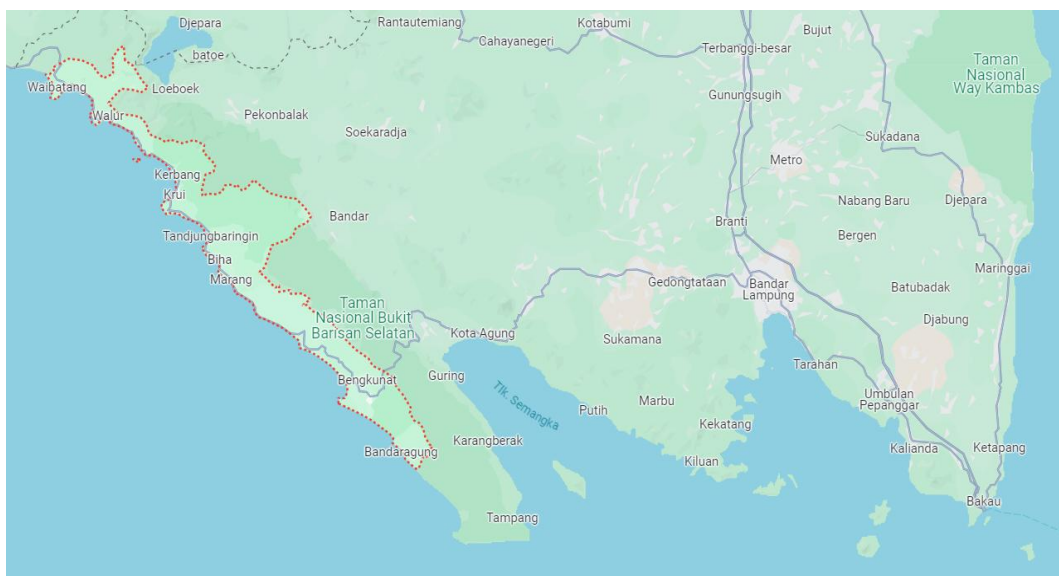 Djepara
Rantautemiang
Kotabumi
Bujut
Cahayanegeri
Terbanggi-besar
batoe
Taman
Nasional
Way Kambas
Waibatang
Loeboek
Gunungsugih
Walur
Pekonbalak
Soekaradja
Sukadana
Metro
Kerbang
Krui
Nabang Baru
Djepara
Bandar
Branti
Tandjungbaringin
Bergen
Biha
Marang
Maringgai
Gedongtataan
Bandar
Lampung
Batubadak
Taman
Nasional Bukit
Barisan Selatan
Kota Agung
Sukamana
Djabung
Tarahan
Bengkunat
Guring
Tlk. Semangka
Umbulan
Pepanggar
Putih
Marbu
Kekatang
Bandaragung
Karangberak
Kiluan
Kalianda
Ketapang
Tampang
Bakau